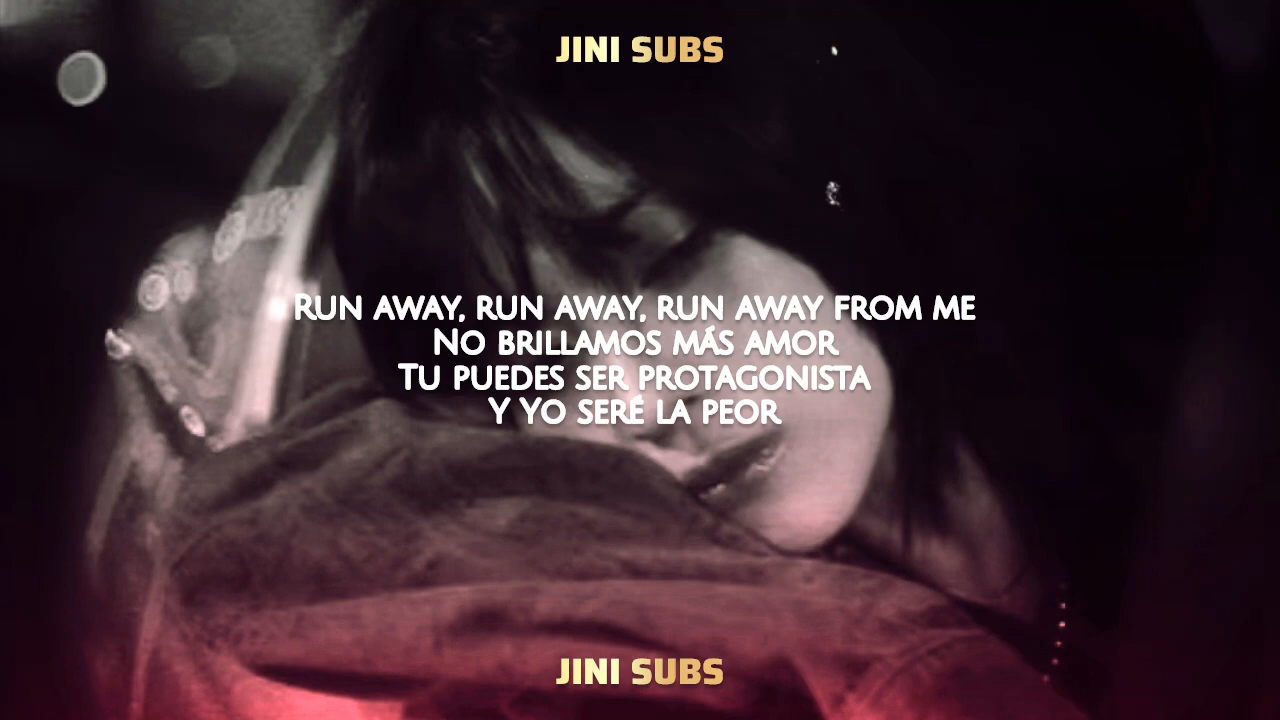 JINI SUBS
Run away, run away, run away from me
No brillamos más amor
Tu puedes ser protagonista
Y yo seré la peor
JINI SUBS